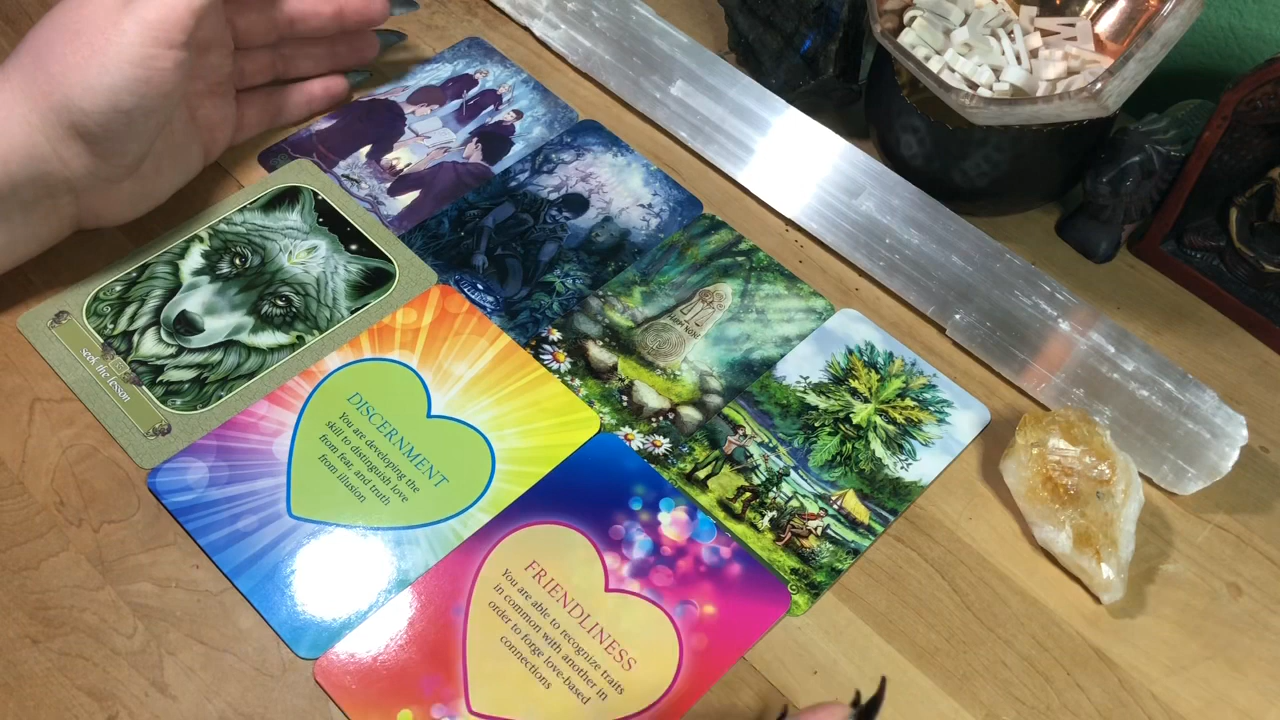 seek the lesson
33
DISCERNMENT
You are developing the
skill to distinguish love
from fear, and truth
from illusion
FRIENDLINESS
You are able to recognize traits
in common with another in
order to forge love-based
connections